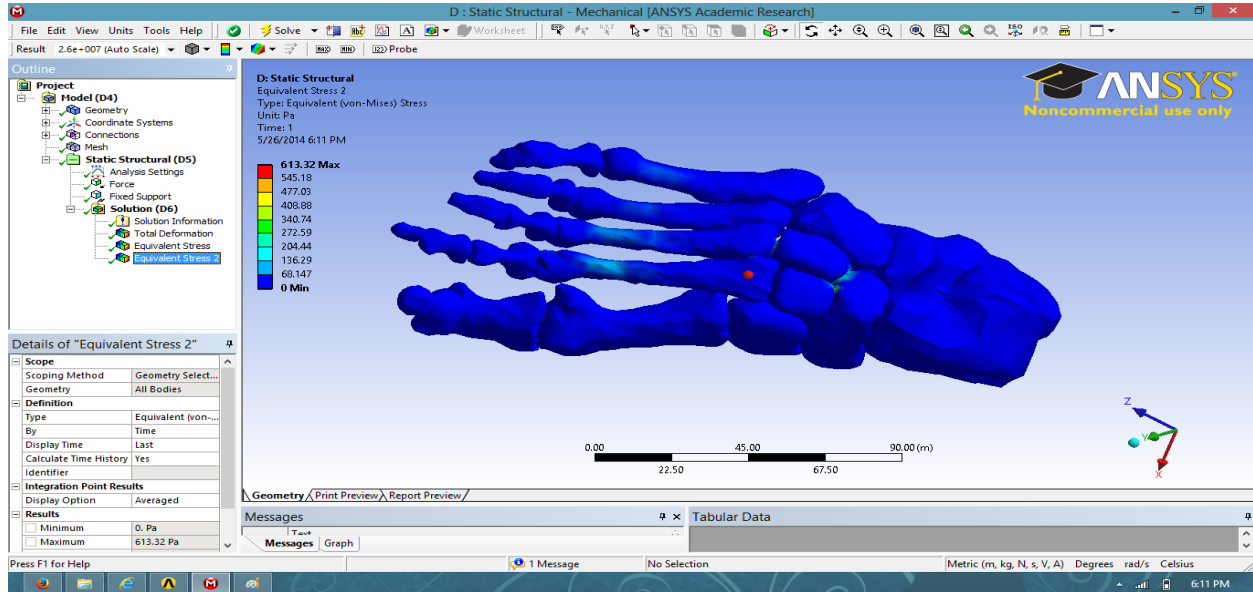 D : Static Structural - Mechanical [ANSYS Academic Research]
File Edit View Units Tools Help Solve Worksheet
Result 2.6e+007 (Auto Scale) MAX MIN Probe
Outline
Project
Model (D4)
Geometry
Coordinate Systems
Connections
Mesh
Static Structural (D5)
Analysis Settings
Force
Fixed Support
Solution (D6)
Solution Information
Total Deformation
Equivalent Stress
Equivalent Stress 2
D: Static Structural
Equivalent Stress 2
Type: Equivalent (von-Mises) Stress
Unit: Pa
Time: 1
5/26/2014 6:11 PM
613.32 Max
545.18
477.03
408.88
340.74
272.59
204.44
136.29
68.147
0 Min
ANSYS
Noncommercial use only
Z
Y
X
0.00 45.00 90.00 (m)
22.50 67.50
Geometry Print Preview Report Preview
Details of "Equivalent Stress 2"
Scope
Scoping Method Geometry Select...
Geometry All Bodies
Definition
Type Equivalent (von-...
By Time
Display Time Last
Calculate Time History Yes
Identifier
Integration Point Results
Display Option Averaged
Results
Minimum 0. Pa
Maximum 613.32 Pa
Messages
Text
Messages Graph
Tabular Data
Press F1 for Help 1 Message No Selection Metric (m, kg, N, s, V, A) Degrees rad/s Celsius
6:11 PM